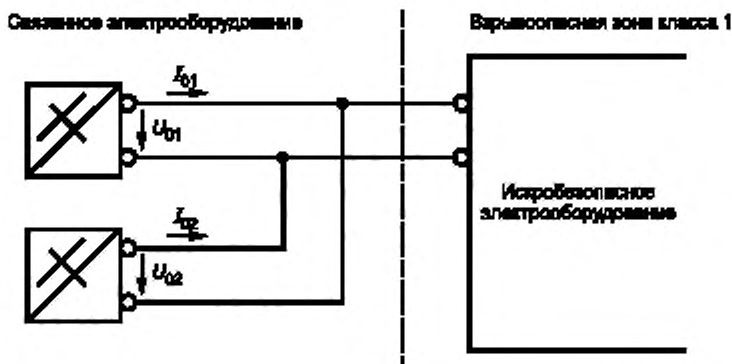 Связанное электрооборудование
Взрывоопасная зона класса 1
I01
U01
I02
U02
Искробезопасное
электрооборудование